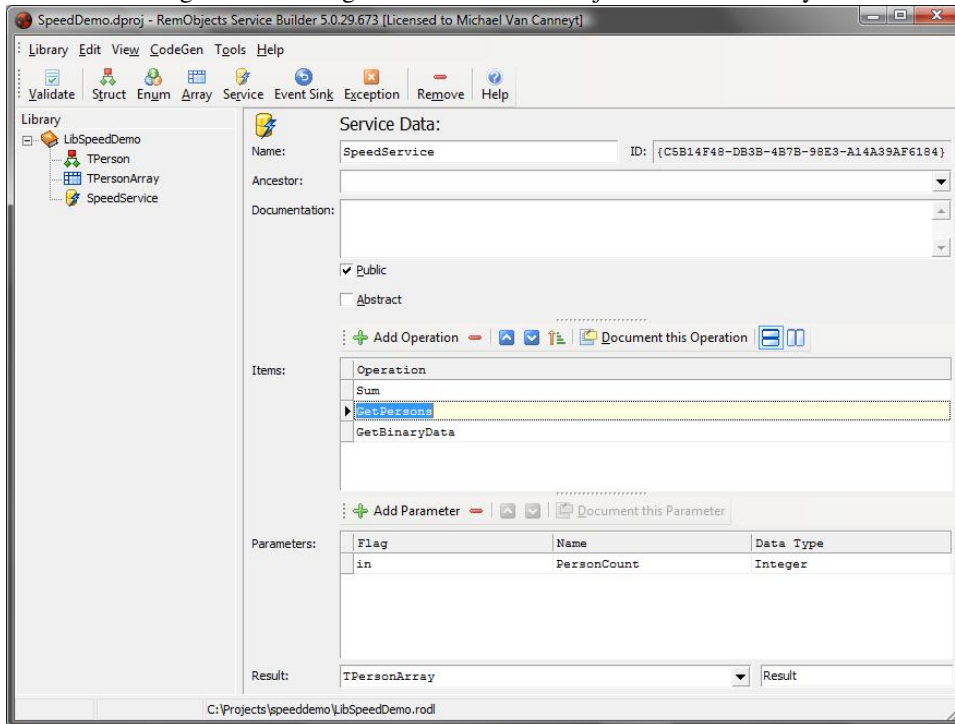 SpeedDemo.dproj - RemObjects Service Builder 5.0.29.673 [Licensed to Michael Van Canneyt]
Library Edit View CodeGen Tools Help
Validate Struct Enum Array Service Event Sink Exception Remove Help
Library
LibSpeedDemo
TPerson
TPersonArray
SpeedService
Service Data:
Name: SpeedService ID: {C5B14F48-DB3B-4B7B-98E3-A14A39AF6184}
Ancestor:
Documentation:
Public
Abstract
Add Operation Document this Operation
Items: Operation
Sum
GetPersons
GetBinaryData
Add Parameter Document this Parameter
Parameters: Flag Name Data Type
in PersonCount Integer
Result: TPersonArray Result
C:\Projects\speeddemo\LibSpeedDemo.rodl